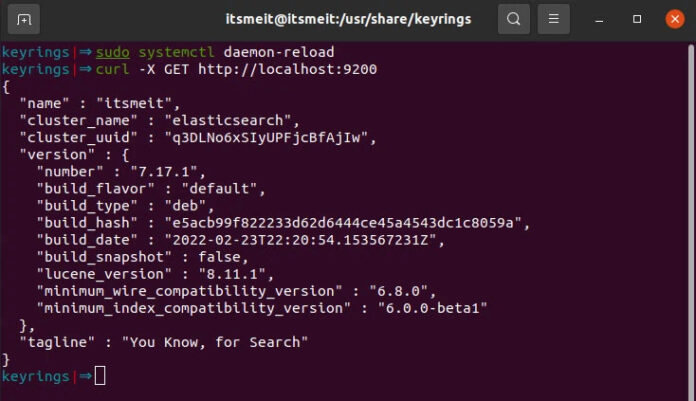 itsmeit@itsmeit:/usr/share/keyrings
keyrings|⇒sudo systemctl daemon-reload
keyrings|⇒curl -X GET http://localhost:9200
{
  "name" : "itsmeit",
  "cluster_name" : "elasticsearch",
  "cluster_uuid" : "q3DLNo6xSIyUPFjcBfAjIw",
  "version" : {
    "number" : "7.17.1",
    "build_flavor" : "default",
    "build_type" : "deb",
    "build_hash" : "e5acb99f822233d62d6444ce45a4543dc1c8059a",
    "build_date" : "2022-02-23T22:20:54.153567231Z",
    "build_snapshot" : false,
    "lucene_version" : "8.11.1",
    "minimum_wire_compatibility_version" : "6.8.0",
    "minimum_index_compatibility_version" : "6.0.0-beta1"
  },
  "tagline" : "You Know, for Search"
}
keyrings|⇒